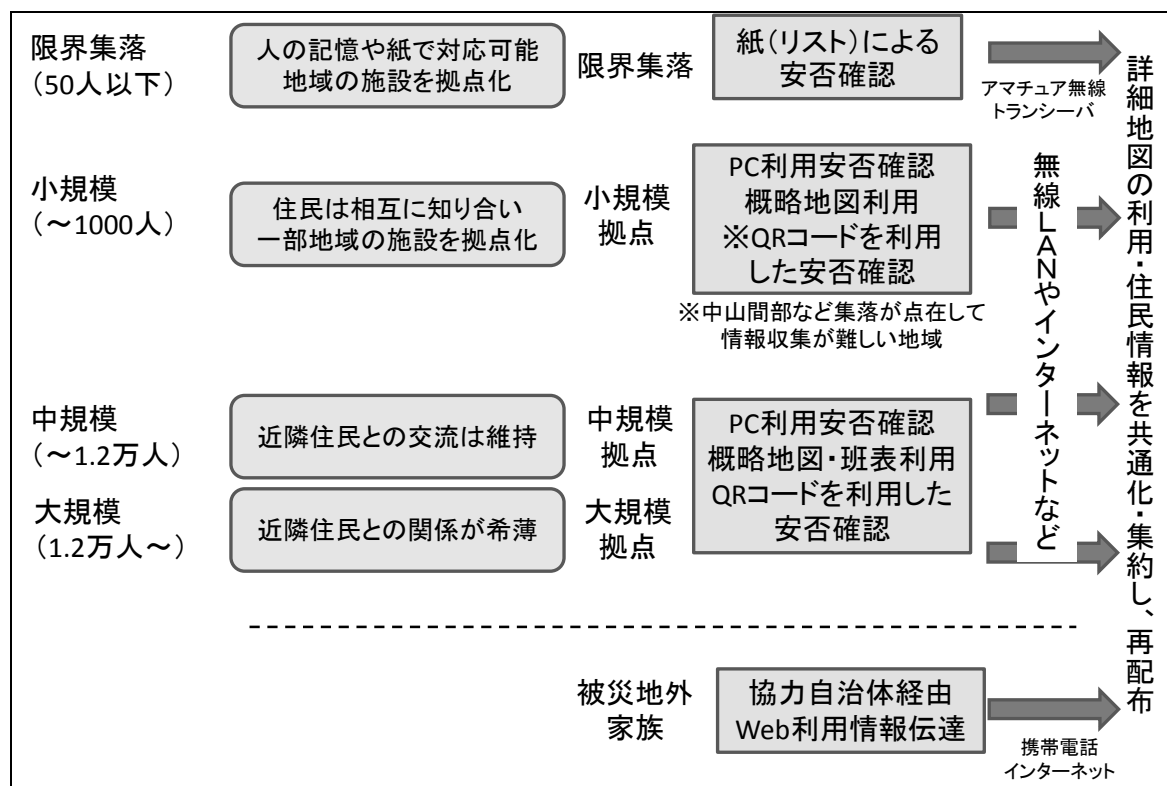 限界集落
（50人以下）
人の記憶や紙で対応可能
地域の施設を拠点化
限界集落
紙（リスト）による
安否確認
アマチュア無線
トランシーバ
小規模
（～1000人）
住民は相互に知り合い
一部地域の施設を拠点化
小規模
拠点
PC利用安否確認
概略地図利用
※QRコードを利用
した安否確認
※中山間部など集落が点在して
情報収集が難しい地域
中規模
（～1.2万人）
近隣住民との交流は維持
中規模
拠点
大規模
（1.2万人～）
近隣住民との関係が希薄
大規模
拠点
PC利用安否確認
概略地図・班表利用
QRコードを利用した
安否確認
無線ＬＡＮやインターネットなど
被災地外
家族
協力自治体経由
Web利用情報伝達
携帯電話
インターネット
詳細地図の利用・住民情報を共通化・集約し、再配布